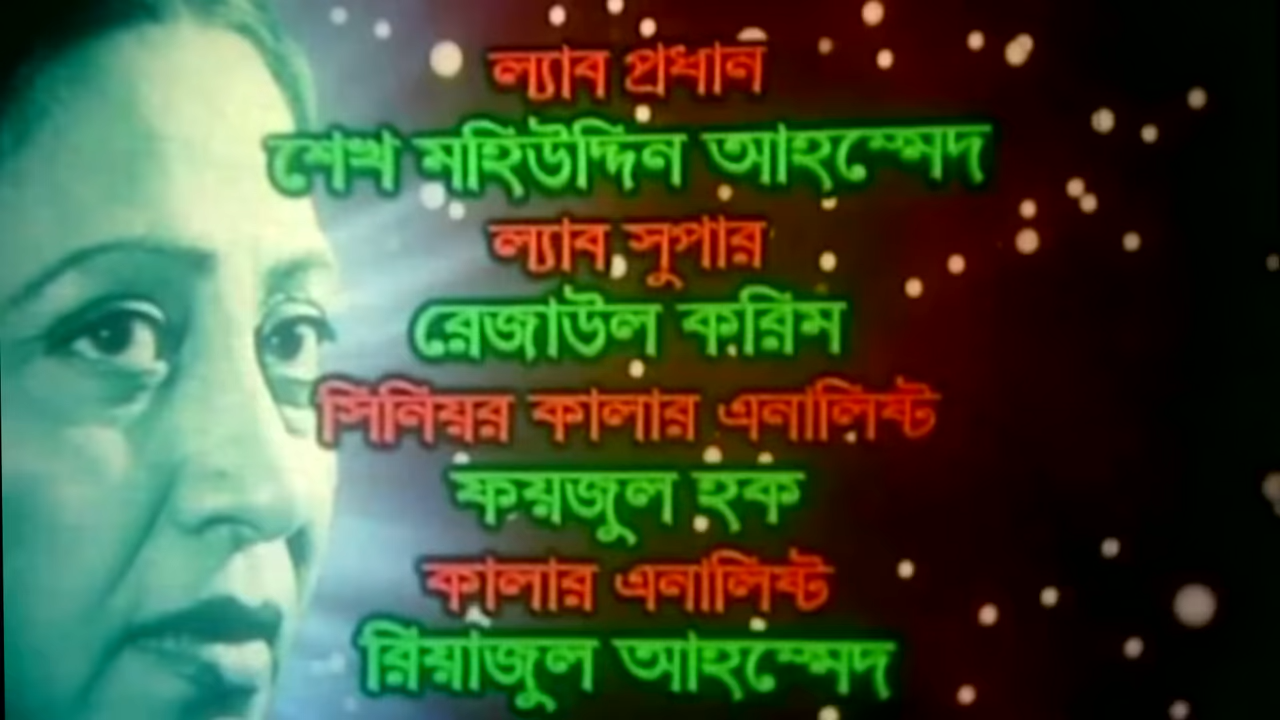 ল্যাব প্রধান
শেখ মহিউদ্দিন আহম্মেদ
ল্যাব সুপার
রেজাউল করিম
সিনিয়র কালার এনালিষ্ট
ফয়জুল হক
কালার এনালিষ্ট
রিয়াজুল আহম্মেদ